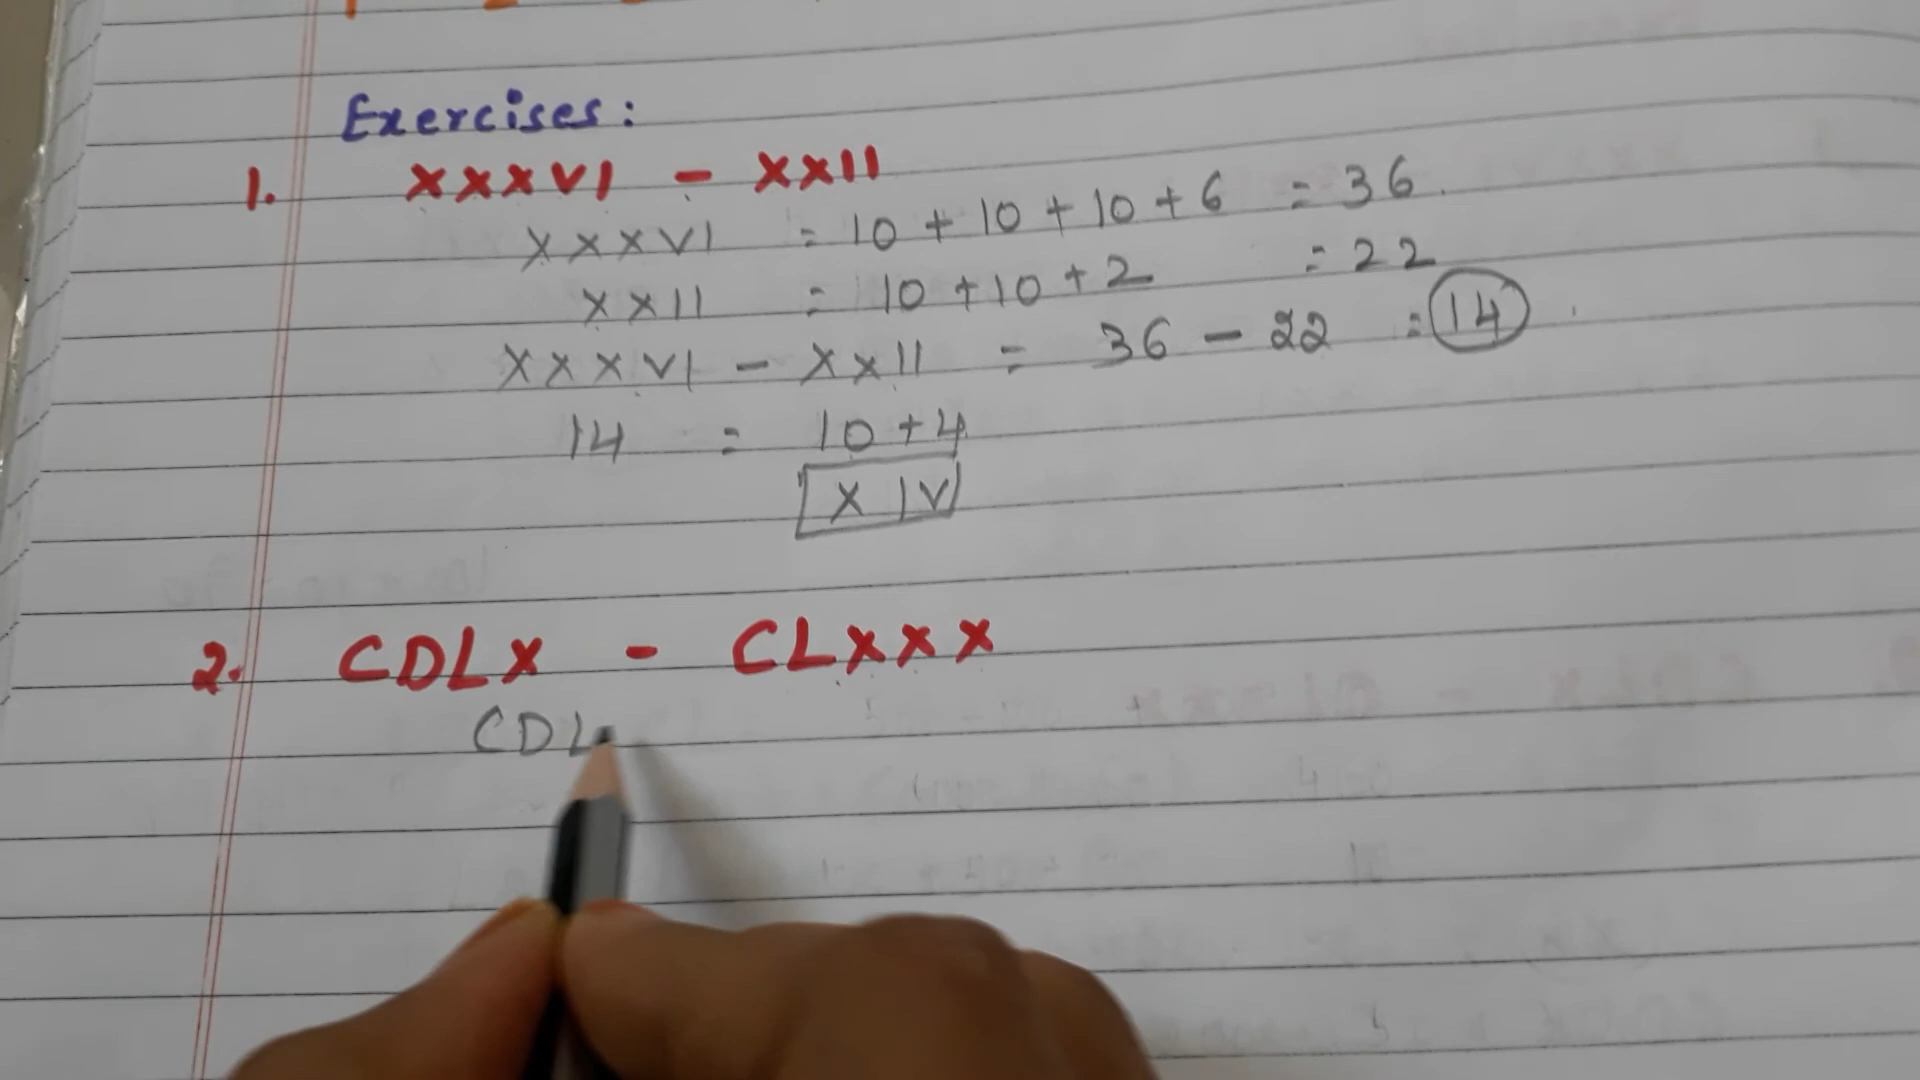 Exercises:
1. XXXVI - XXII
XXXVI = 10 + 10 + 10 + 6 = 36
XXII = 10 + 10 + 2 = 22
XXXVI - XXII = 36 - 22 = 14
14 = 10 + 4
XIV
2. CDLX - CLXXX
CDL